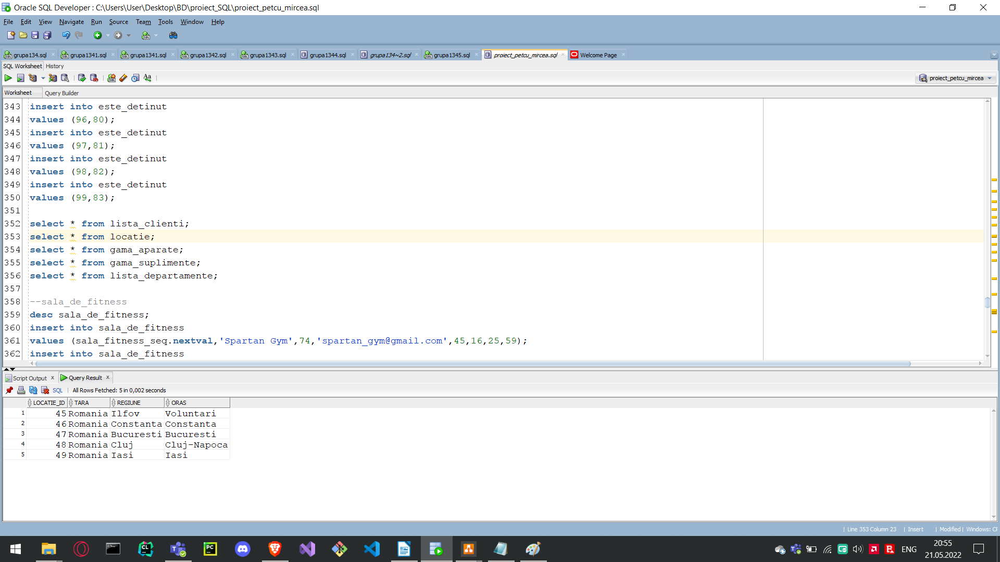 Oracle SQL Developer : C:\Users\User\Desktop\BD\proiect_SQL\proiect_petcu_mircea.sql
File Edit View Navigate Run Source Team Tools Window Help
grupa134.sql grupa1341.sql grupa1341.sql grupa1342.sql grupa1343.sql grupa1344.sql grupa134~2.sql grupa1345.sql proiect_petcu_mircea.sql Welcome Page
SQL Worksheet History
proiect_petcu_mircea
Worksheet Query Builder
343 insert into este_detinut
344 values (96,80);
345 insert into este_detinut
346 values (97,81);
347 insert into este_detinut
348 values (98,82);
349 insert into este_detinut
350 values (99,83);
351
352 select * from lista_clienti;
353 select * from locatie;
354 select * from gama_aparate;
355 select * from gama_suplimente;
356 select * from lista_departamente;
357
358 --sala_de_fitness
359 desc sala_de_fitness;
360 insert into sala_de_fitness
361 values (sala_fitness_seq.nextval,'Spartan Gym',74,'spartan_gym@gmail.com',45,16,25,59);
362 insert into sala_de_fitness
Script Output Query Result
SQL All Rows Fetched: 5 in 0,002 seconds
LOCATIE_ID TARA REGIUNE ORAS
1 45 Romania Ilfov Voluntari
2 46 Romania Constanta Constanta
3 47 Romania Bucuresti Bucuresti
4 48 Romania Cluj Cluj-Napoca
5 49 Romania Iasi Iasi
Line 353 Column 23 Insert Modified Windows: CF
ENG
20:55
21.05.2022